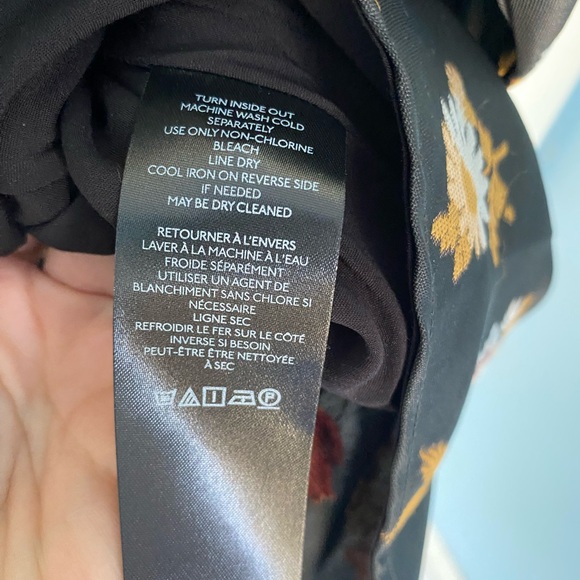 TURN INSIDE OUT
MACHINE WASH COLD
SEPARATELY
USE ONLY NON-CHLORINE
BLEACH
LINE DRY
COOL IRON ON REVERSE SIDE
IF NEEDED
MAY BE DRY CLEANED
RETOURNER À L'ENVERS
LAVER À LA MACHINE À L'EAU
FROIDE SÉPARÉMENT
UTILISER UN AGENT DE
BLANCHIMENT SANS CHLORE SI
NÉCESSAIRE
LIGNE SEC
REFROIDIR LE FER SUR LE CÔTÉ
INVERSE SI BESOIN
PEUT-ÊTRE ÊTRE NETTOYÉE
À SEC
P